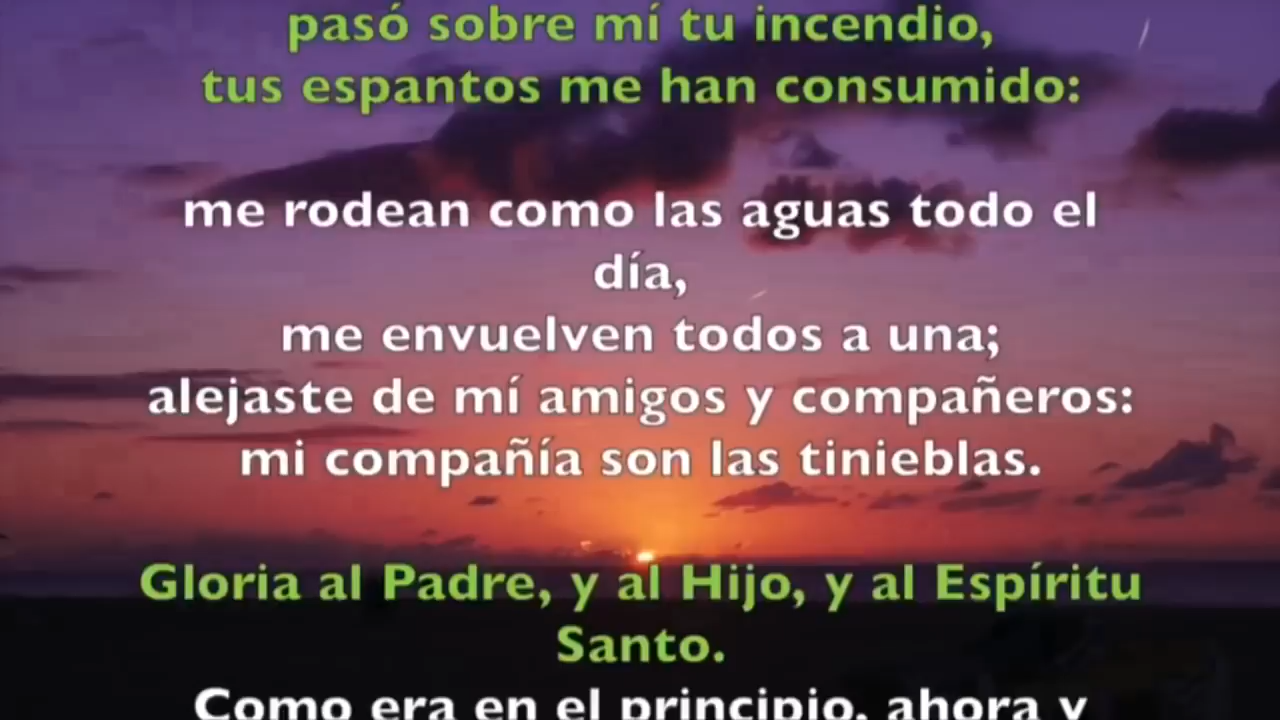 pasó sobre mí tu incendio,
tus espantos me han consumido:
me rodean como las aguas todo el
día,
me envuelven todos a una;
alejaste de mí amigos y compañeros:
mi compañía son las tinieblas.
Gloria al Padre, y al Hijo, y al Espíritu
Santo.
Como era en el principio, ahora y